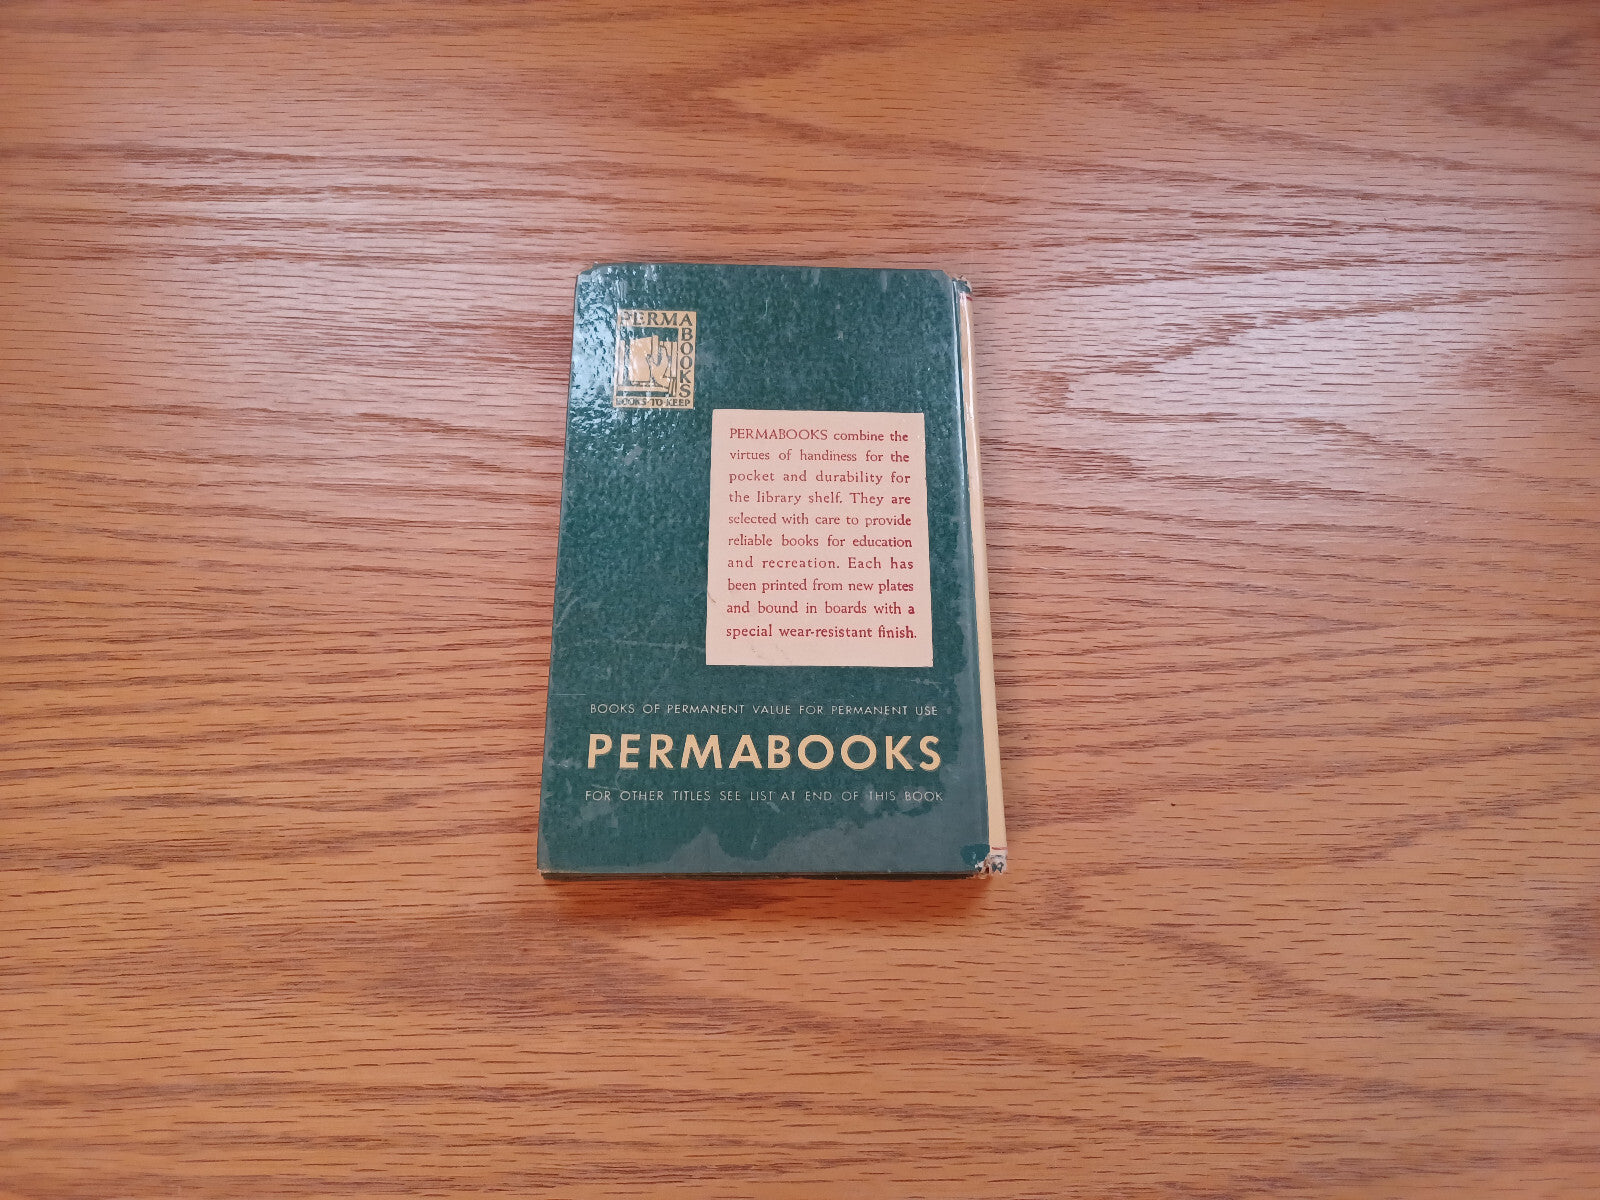 PERMA
BOOKS
BOOKS·TO KEEP
PERMABOOKS combine the
virtues of handiness for the
pocket and durability for
the library shelf. They are
selected with care to provide
reliable books for education
and recreation. Each has
been printed from new plates
and bound in boards with a
special wear-resistant finish.
BOOKS OF PERMANENT VALUE FOR PERMANENT USE
PERMABOOKS
FOR OTHER TITLES SEE LIST AT END OF THIS BOOK